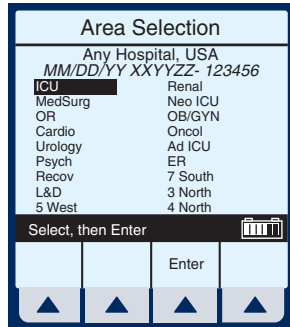 Area Selection
Any Hospital, USA
MM/DD/YY XXYYZZ- 123456
ICU Renal
MedSurg Neo ICU
OR OB/GYN
Cardio Oncol
Urology Ad ICU
Psych ER
Recov 7 South
L&D 3 North
5 West 4 North
Select, then Enter
Enter